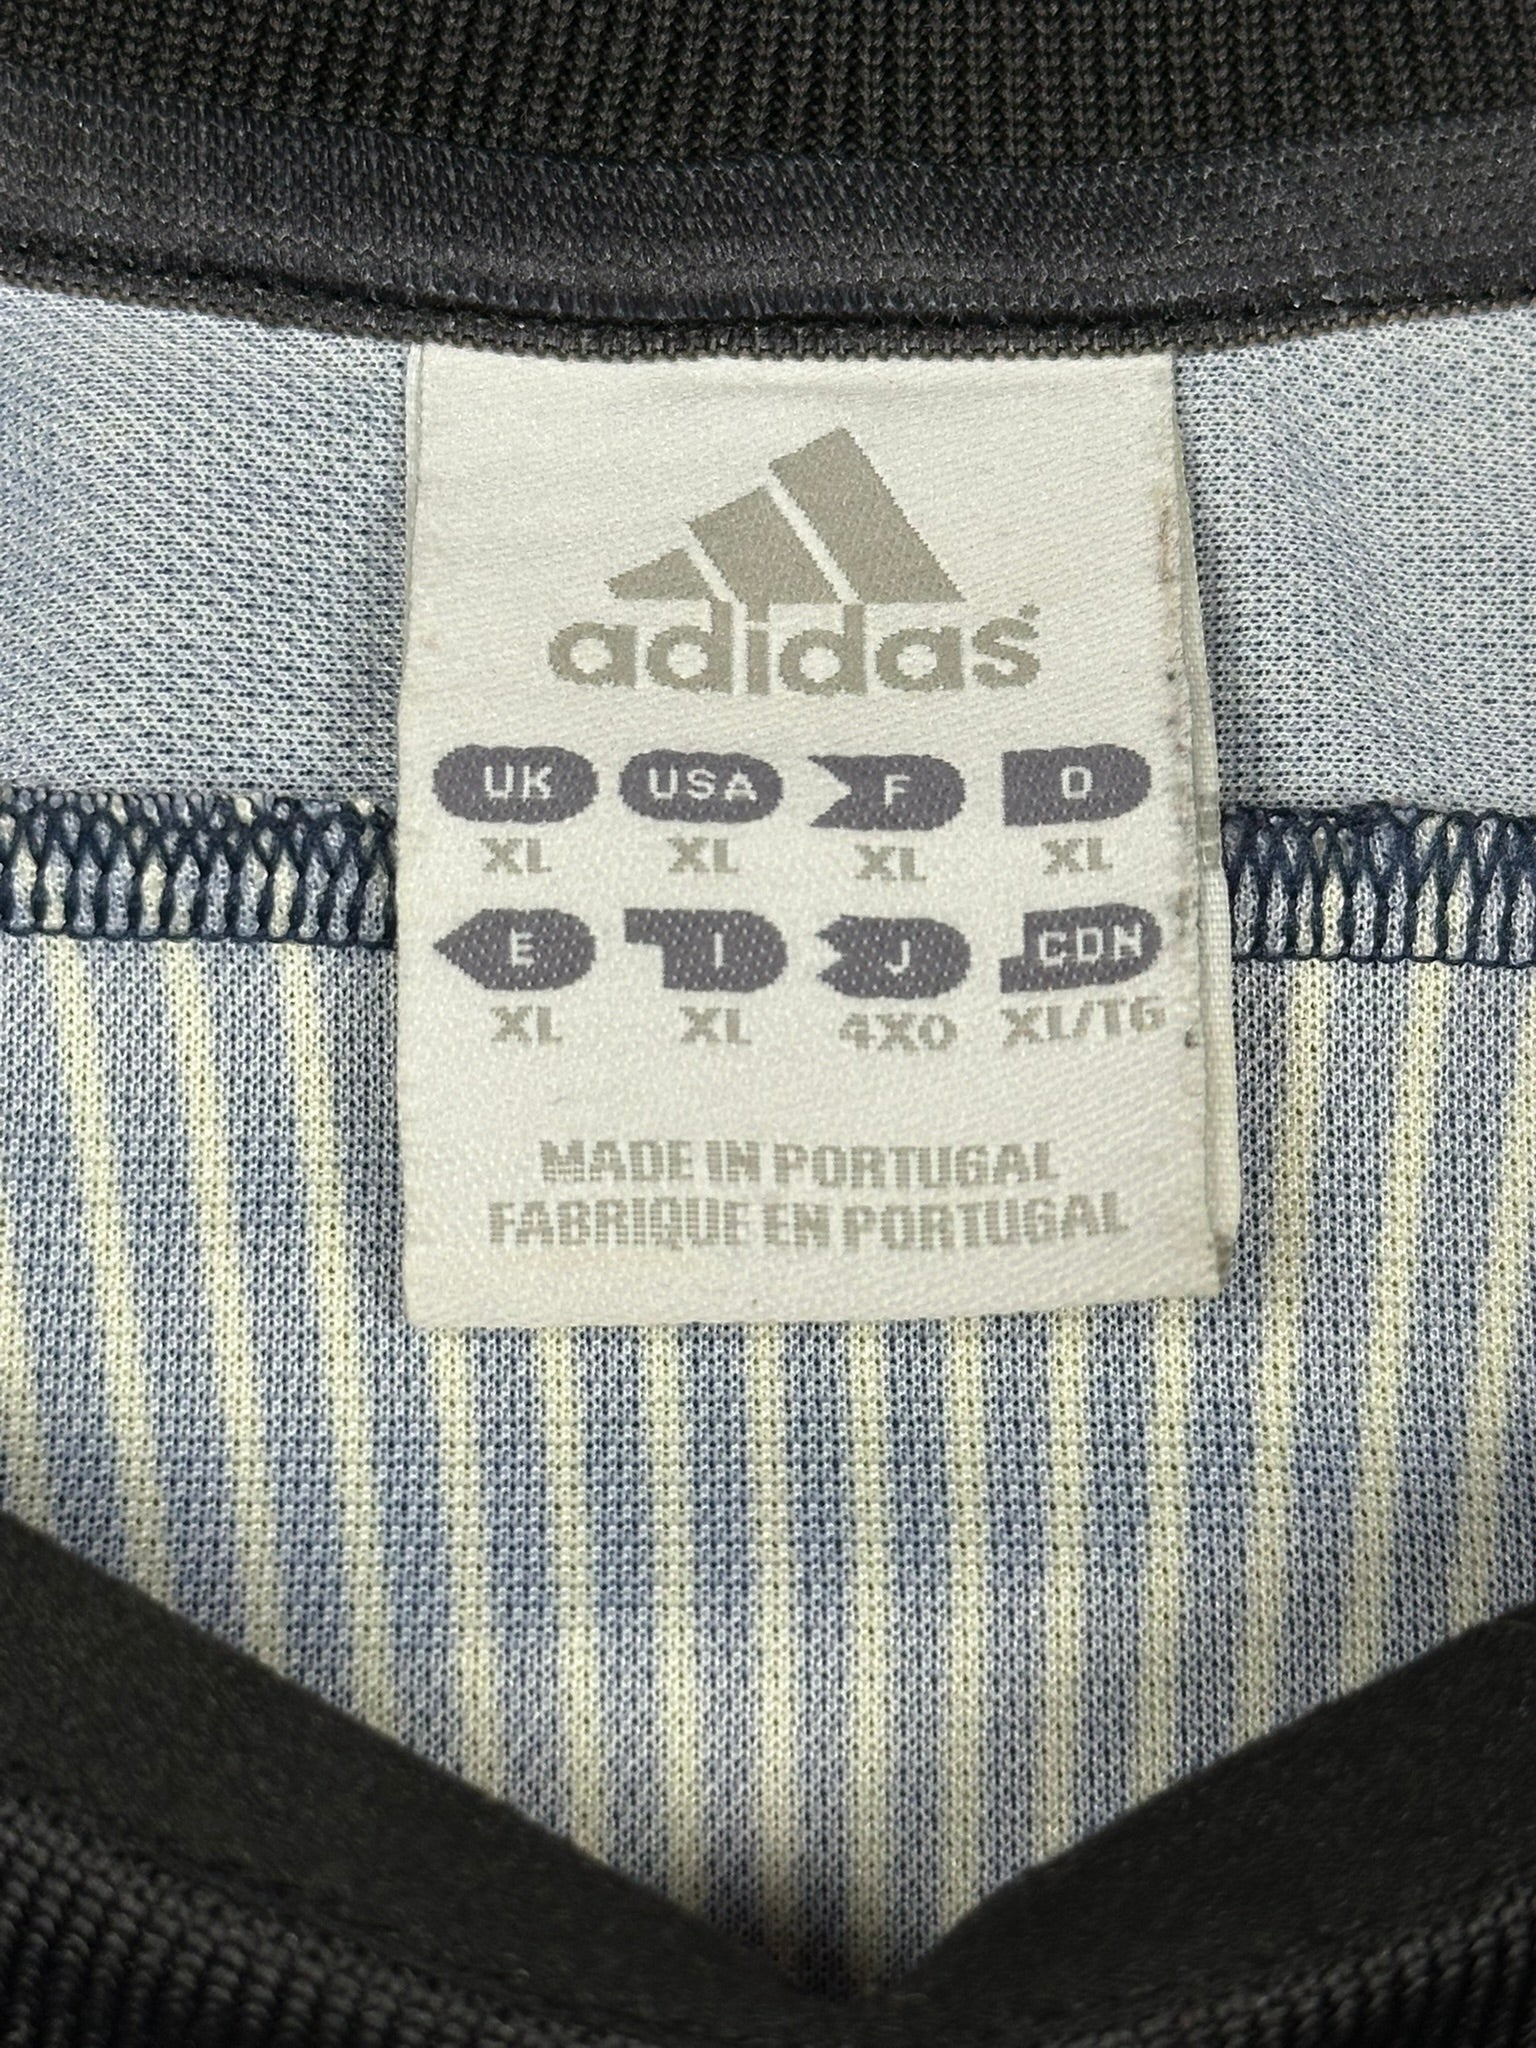 adidas
UK USA F D
XL XL XL XL
E I J CDN
XL XL 4XO XL/TG
MADE IN PORTUGAL
FABRIQUE EN PORTUGAL